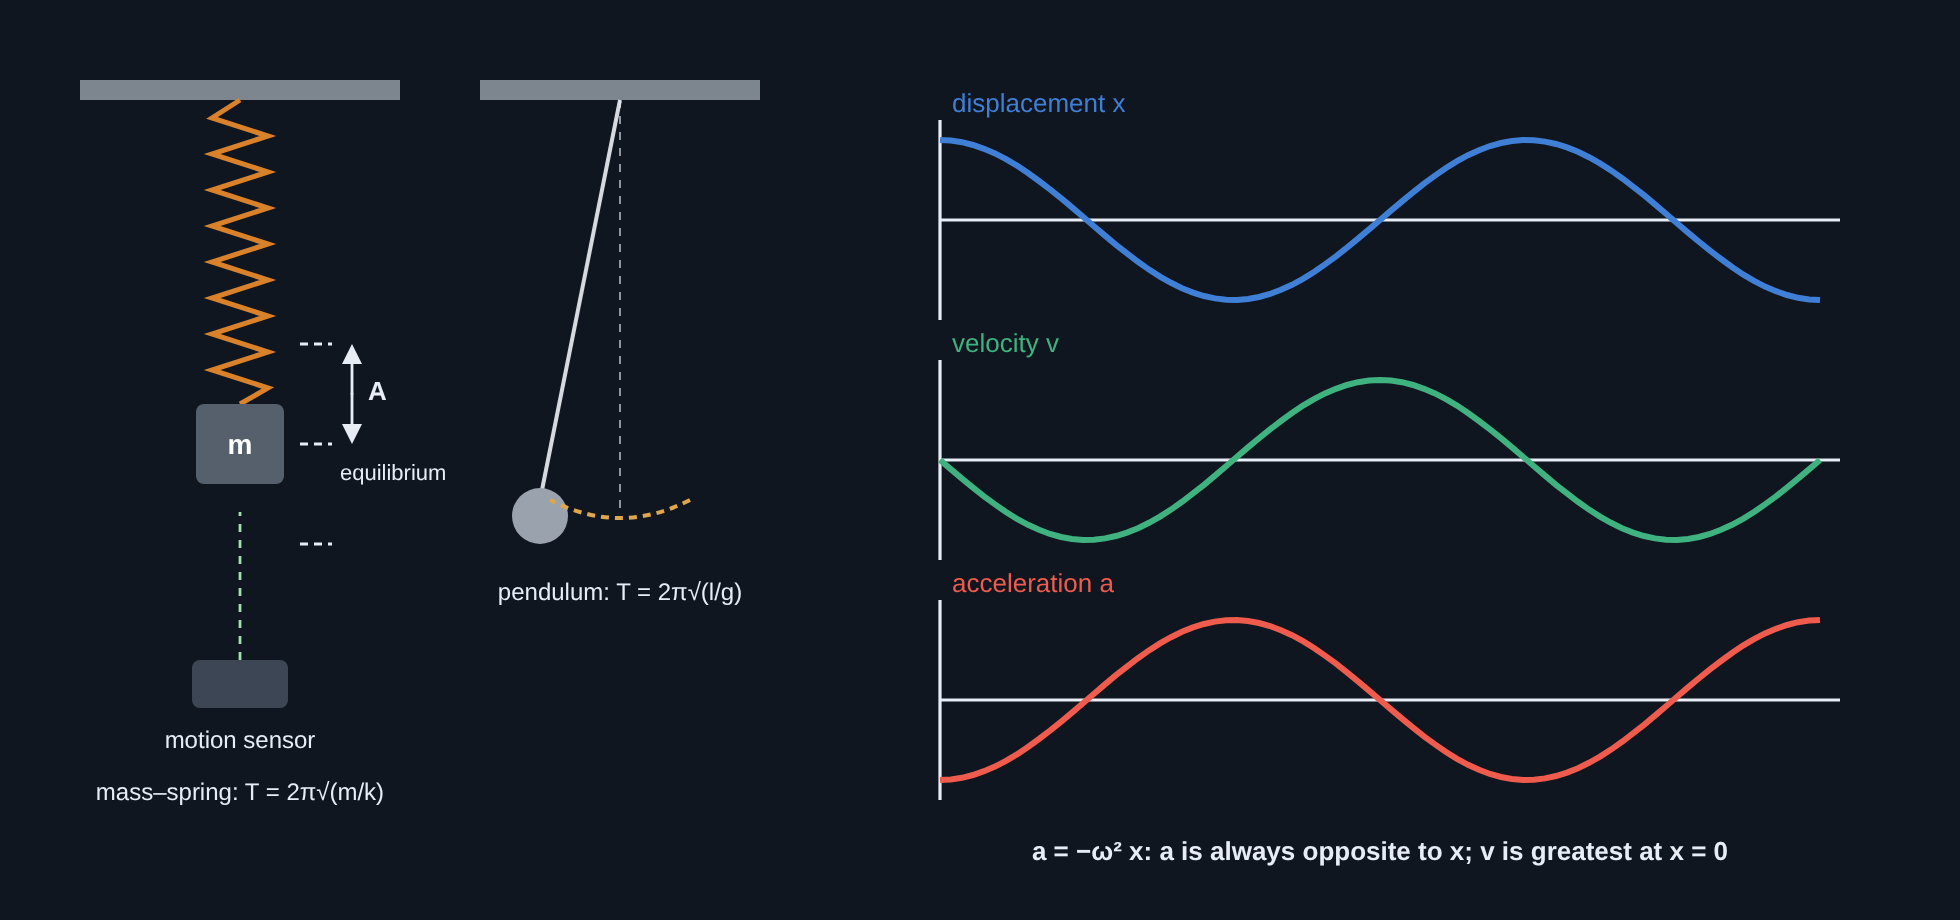 A
m
equilibrium
motion sensor
mass–spring: T = 2π√(m/k)
pendulum: T = 2π√(l/g)
displacement x
velocity v
acceleration a
a = −ω² x: a is always opposite to x; v is greatest at x = 0